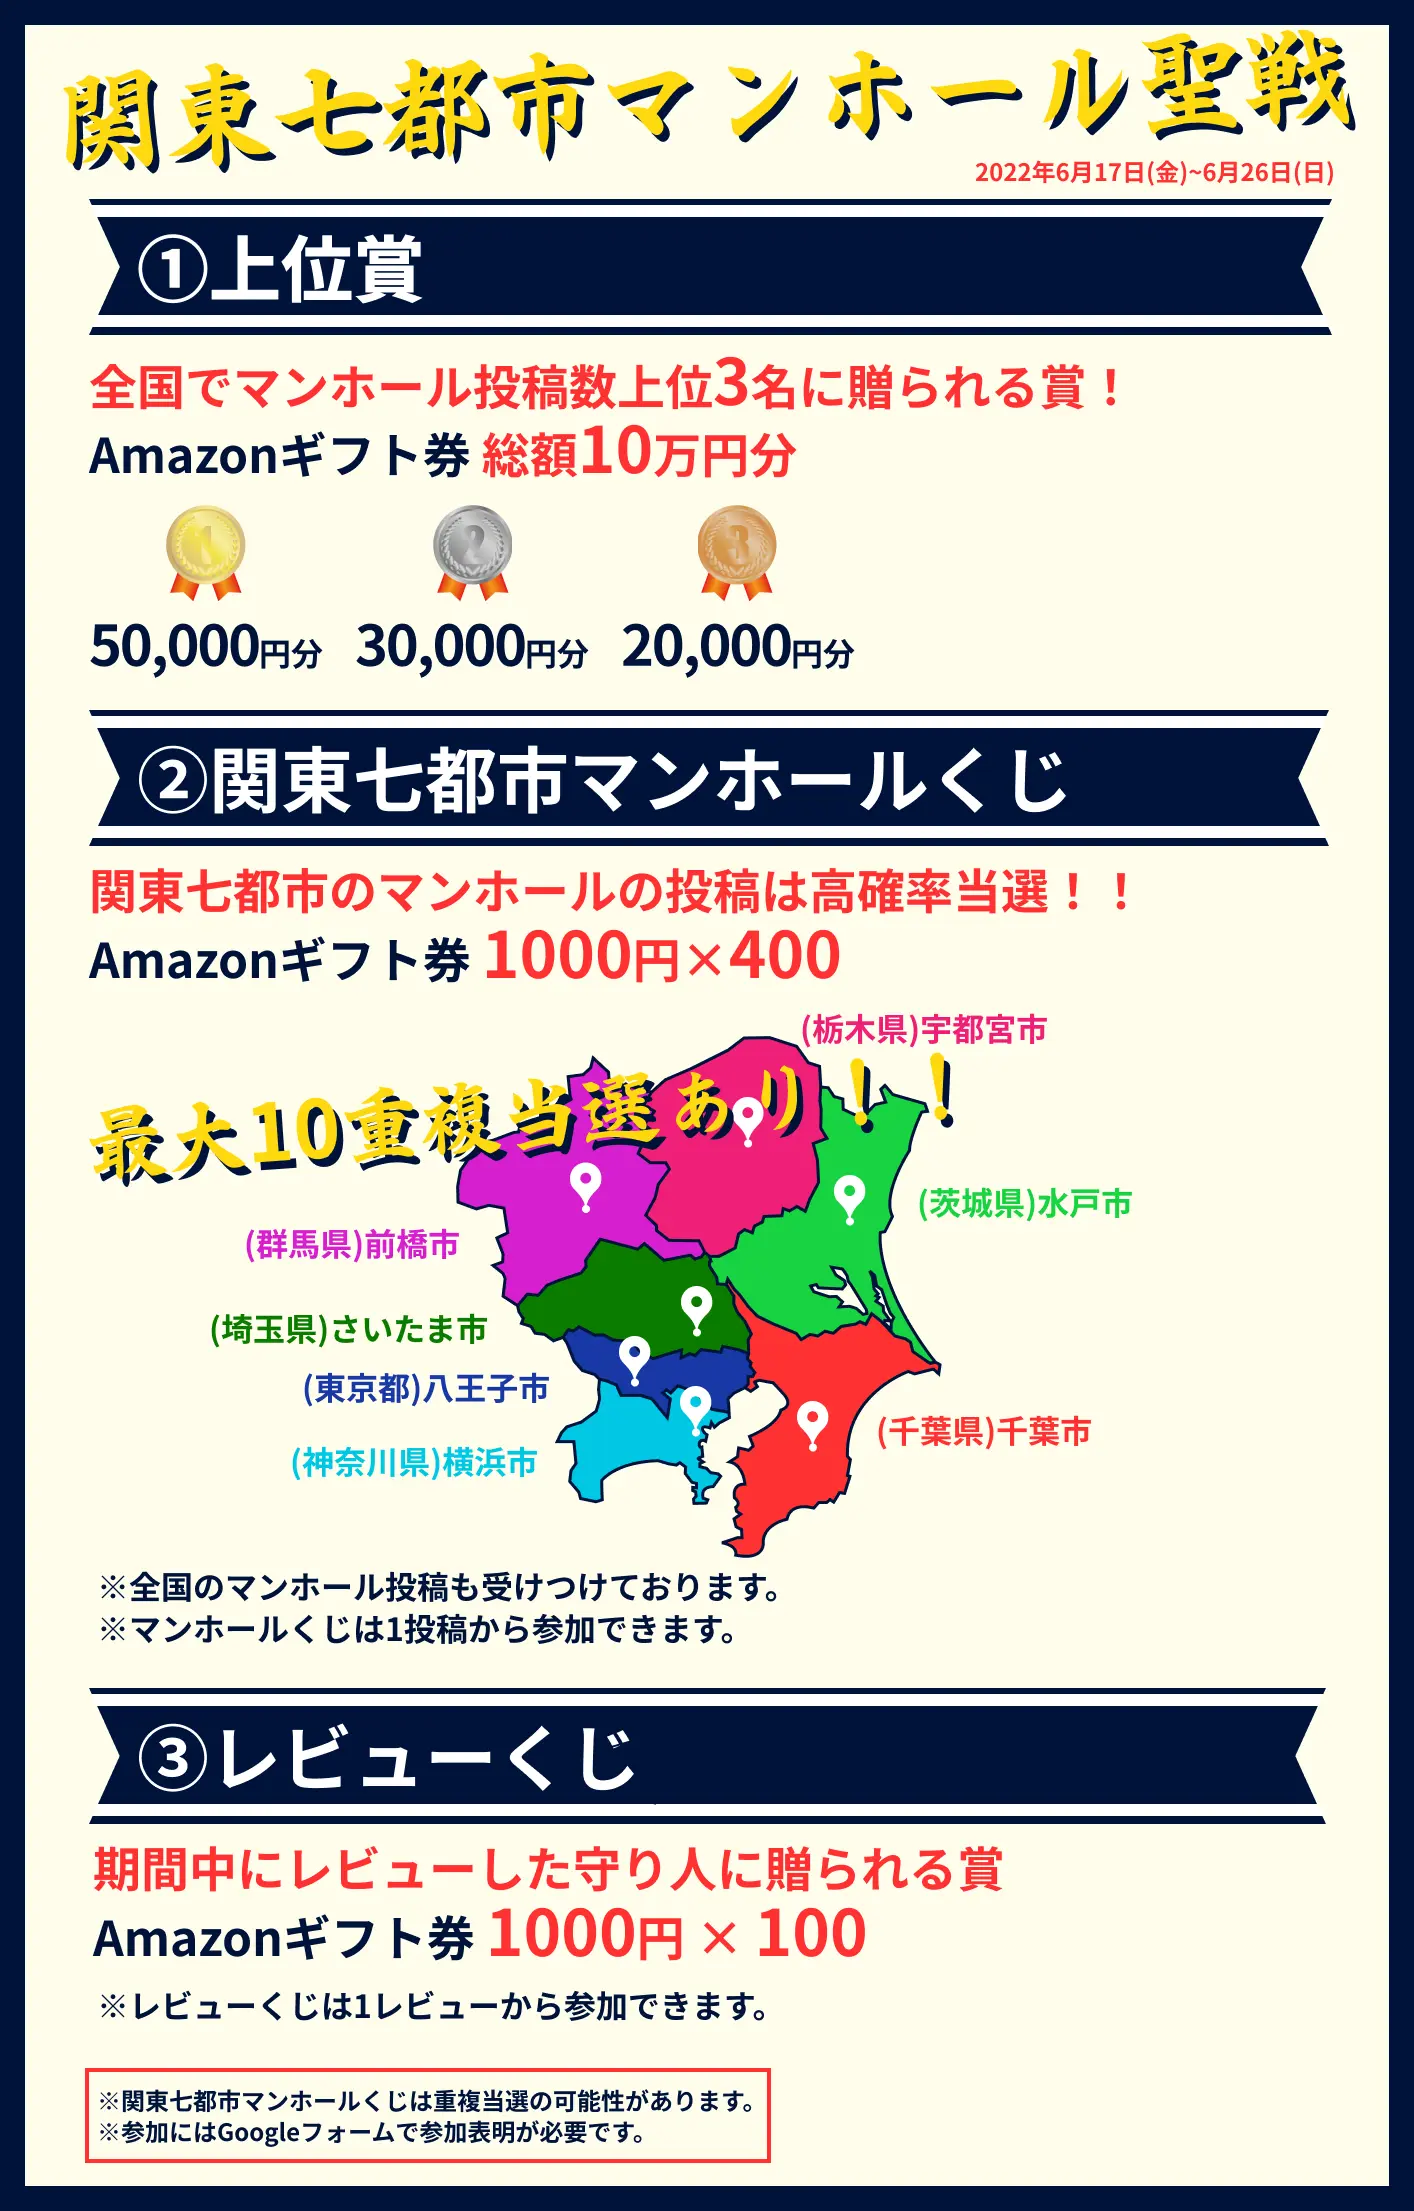 関東七都市マンホール聖戦
2022年6月17日(金)~6月26日(日)
①上位賞
全国でマンホール投稿数上位3名に贈られる賞！
Amazonギフト券 総額10万円分
1 2 3
50,000円分 30,000円分 20,000円分
②関東七都市マンホールくじ
関東七都市のマンホールの投稿は高確率当選！！
Amazonギフト券 1000円×400
(栃木県)宇都宮市
最大10重複当選あり！！
(茨城県)水戸市
(群馬県)前橋市
(埼玉県)さいたま市
(東京都)八王子市
(千葉県)千葉市
(神奈川県)横浜市
※全国のマンホール投稿も受けつけております。
※マンホールくじは1投稿から参加できます。
③レビューくじ
期間中にレビューした守り人に贈られる賞
Amazonギフト券 1000円 × 100
※レビューくじは1レビューから参加できます。
※関東七都市マンホールくじは重複当選の可能性があります。
※参加にはGoogleフォームで参加表明が必要です。